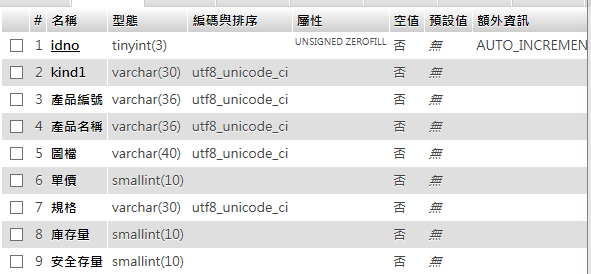 # 名稱 型態 編碼與排序 屬性 空值 預設值 額外資訊
1 idno tinyint(3) UNSIGNED ZEROFILL 否 無 AUTO_INCREMEN
2 kind1 varchar(30) utf8_unicode_ci 否 無
3 產品編號 varchar(36) utf8_unicode_ci 否 無
4 產品名稱 varchar(36) utf8_unicode_ci 否 無
5 圖檔 varchar(40) utf8_unicode_ci 否 無
6 單價 smallint(10) 否 無
7 規格 varchar(30) utf8_unicode_ci 否 無
8 庫存量 smallint(10) 否 無
9 安全存量 smallint(10) 否 無